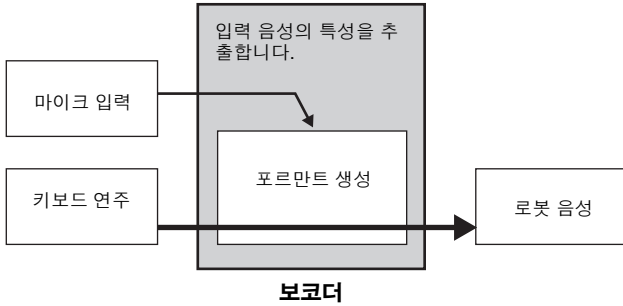 입력 음성의 특성을 추
출합니다.
마이크 입력
포르만트 생성
키보드 연주
로봇 음성
보코더